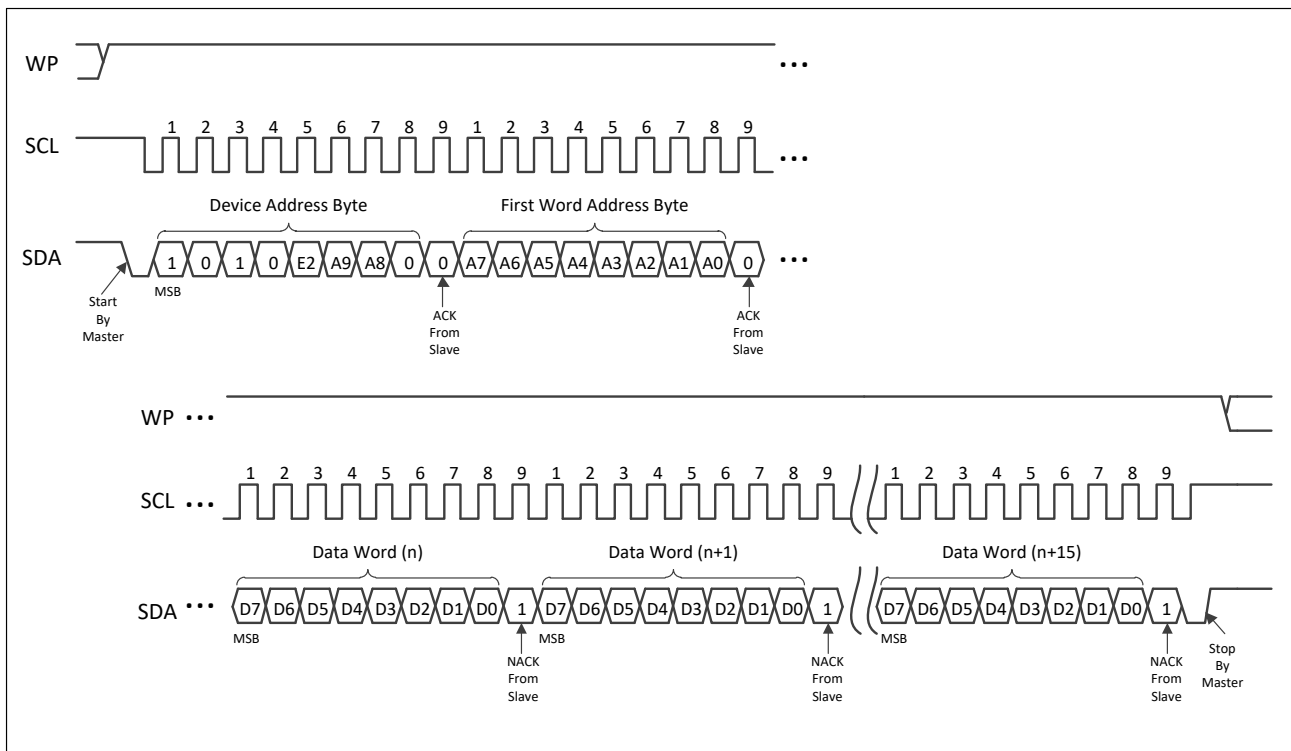 WP
•••
1 2 3 4 5 6 7 8 9 1 2 3 4 5 6 7 8 9
SCL
•••
Device Address Byte First Word Address Byte
SDA 1 0 1 0 E2 A9 A8 0 0 A7 A6 A5 A4 A3 A2 A1 A0 0 •••
MSB
Start
By
Master
ACK
From
Slave
ACK
From
Slave
WP •••
1 2 3 4 5 6 7 8 9 1 2 3 4 5 6 7 8 9 1 2 3 4 5 6 7 8 9
SCL •••
Data Word (n) Data Word (n+1) Data Word (n+15)
SDA ••• D7 D6 D5 D4 D3 D2 D1 D0 1 D7 D6 D5 D4 D3 D2 D1 D0 1 D7 D6 D5 D4 D3 D2 D1 D0 1
MSB MSB MSB
NACK
From
Slave
NACK
From
Slave
NACK
From
Slave
Stop
By
Master